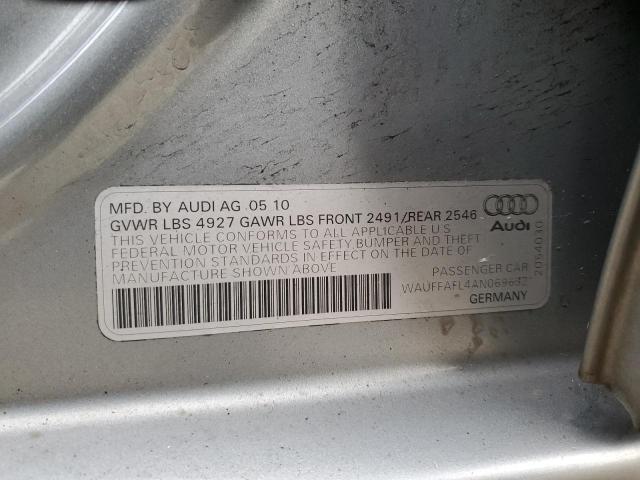 MFD. BY AUDI AG .05 10
GVWR LBS 4927 GAWR LBS FRONT 2491/REAR 2546
THIS VEHICLE CONFORMS TO ALL APPLICABLE U S
FEDERAL MOTOR VEHICLE SAFETY,BUMPER AND THEFT
PREVENTION STANDARDS IN EFFECT ON THE DATE OF
MANUFACTURE SHOWN ABOVE
Audi
PASSENGER CAR
GERMANY